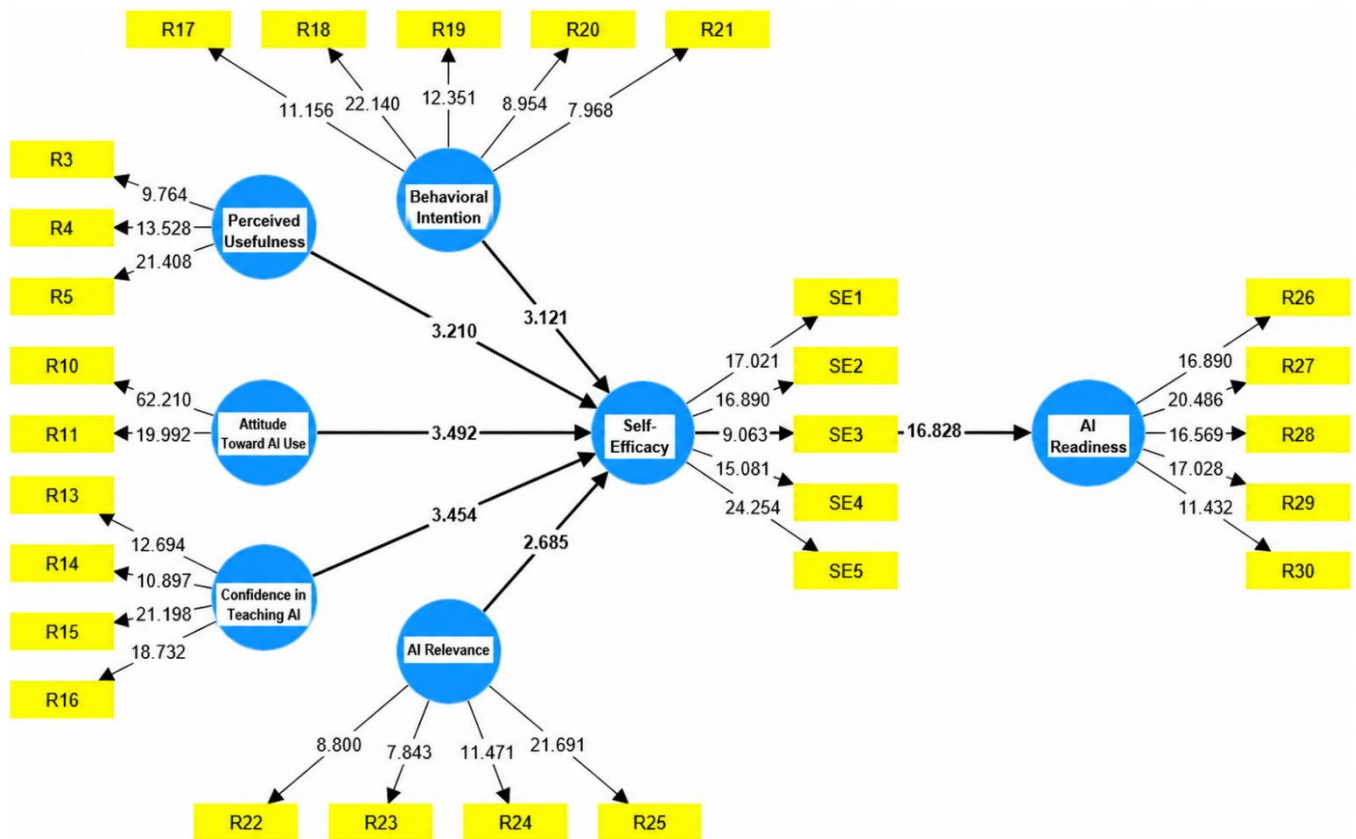 R17 R18 R19 R20 R21
11.156 22.140 12.351 8.954 7.968
Behavioral
Intention
R3
R4
R5
9.764
13.528
21.408
Perceived
Usefulness
3.210
3.121
R10
R11
62.210
19.992
Attitude
Toward AI Use
3.492
R13
R14
R15
R16
12.694
10.897
21.198
18.732
Confidence in
Teaching AI
3.454
2.685
AI Relevance
8.800 7.843 11.471 21.691
R22 R23 R24 R25
Self-
Efficacy
17.021
16.890
9.063
15.081
24.254
SE1
SE2
SE3
SE4
SE5
16.828
AI
Readiness
16.890
20.486
16.569
17.028
11.432
R26
R27
R28
R29
R30